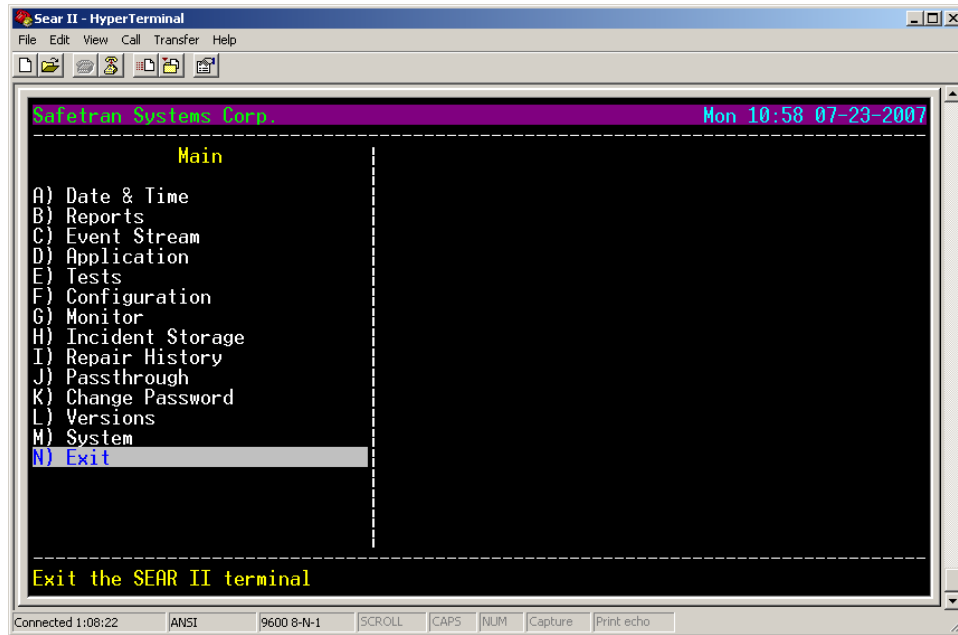 Sear II - HyperTerminal
File Edit View Call Transfer Help
Safetran Systems Corp. Mon 10:58 07-23-2007
Main
A) Date & Time
B) Reports
C) Event Stream
D) Application
E) Tests
F) Configuration
G) Monitor
H) Incident Storage
I) Repair History
J) Passthrough
K) Change Password
L) Versions
M) System
N) Exit
Exit the SEAR II terminal
Connected 1:08:22 ANSI 9600 8-N-1 SCROLL CAPS NUM Capture Print echo